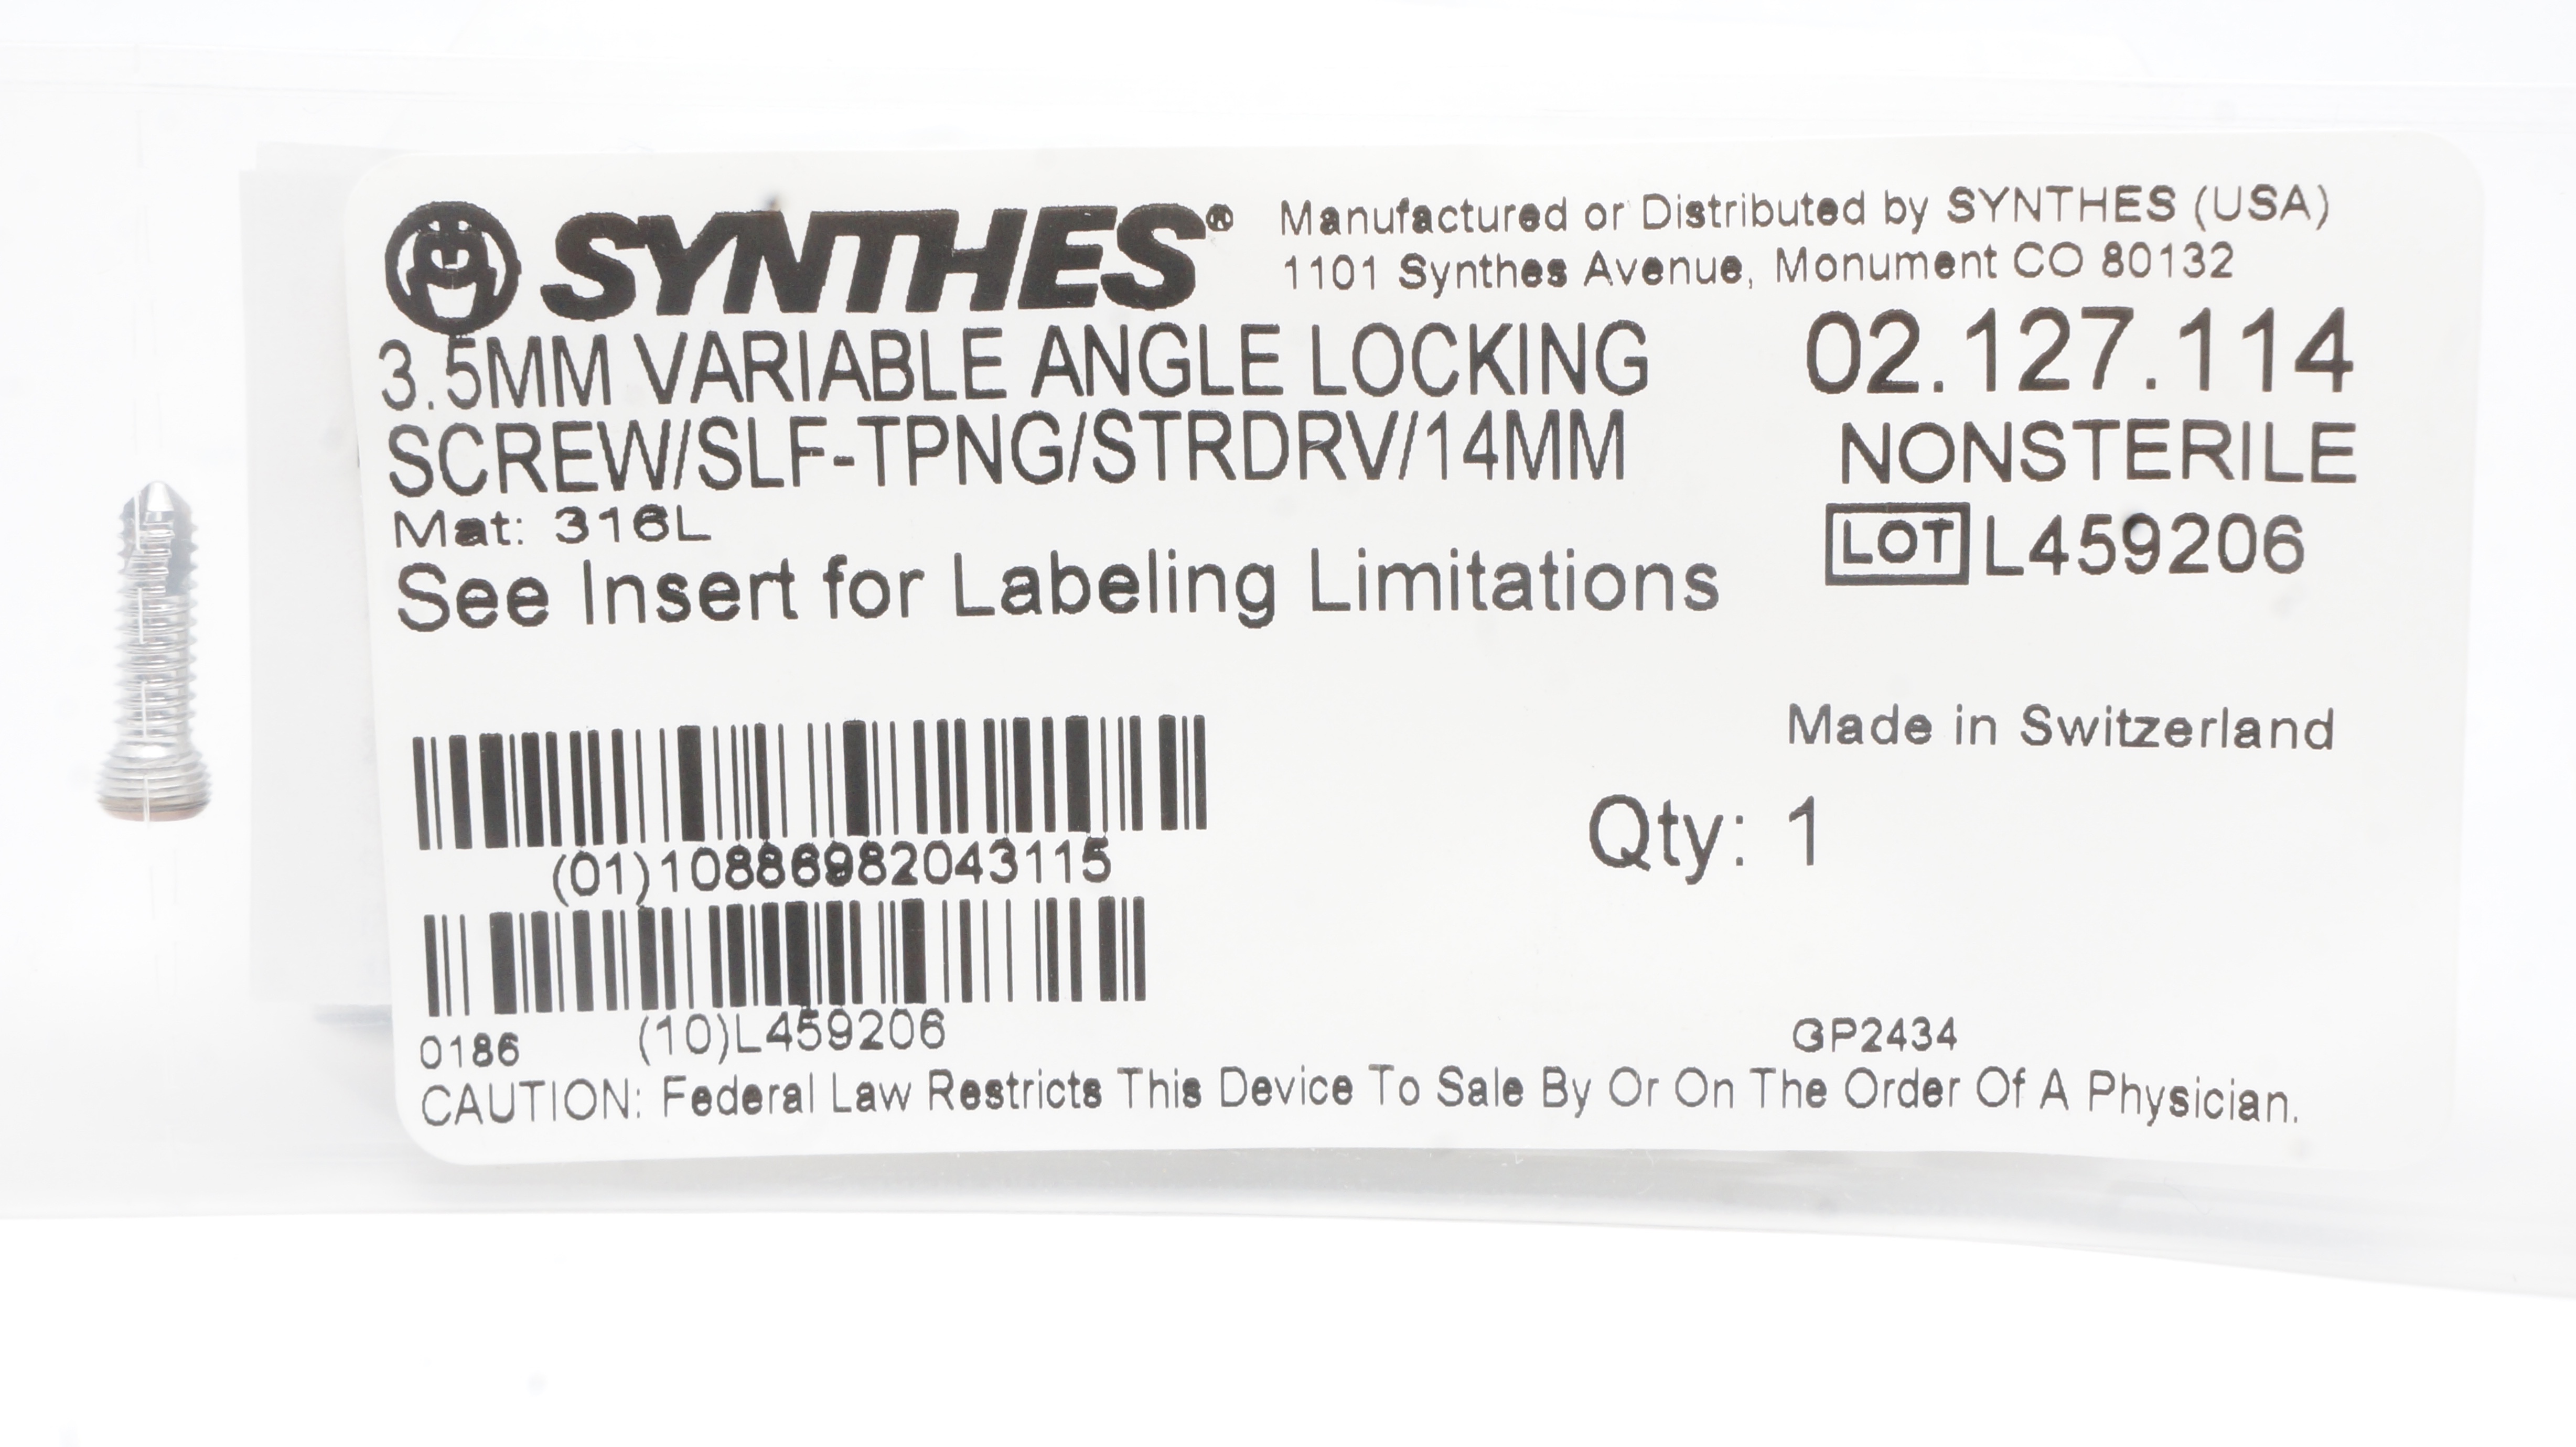 SYNTHES®
Manufactured or Distributed by SYNTHES (USA)
1101 Synthes Avenue, Monument CO 80132
3.5MM VARIABLE ANGLE LOCKING
SCREW/SLF-TPNG/STRDRV/14MM
02.127.114
NONSTERILE
Mat: 316L
LOT L459206
See Insert for Labeling Limitations
Made in Switzerland
Qty: 1
(01)10886982043115
(10)L459206
0186
GP2434
CAUTION: Federal Law Restricts This Device To Sale By Or On The Order Of A Physician.